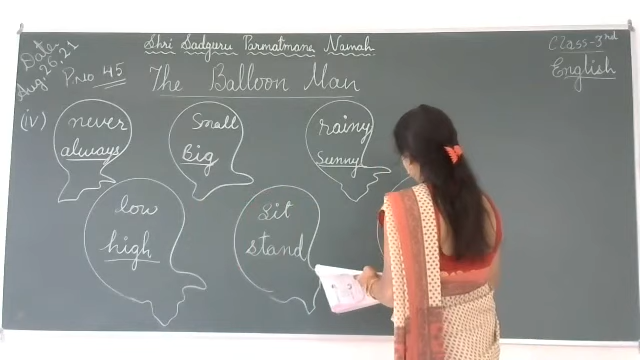 Date
Aug 26, 21
Shri Sadguru Parmatmane Namah
Class-3rd
P.No 45
The Balloon Man
English
(iv)
never
always
Small
Big
rainy
Sunny
low
high
Sit
stand